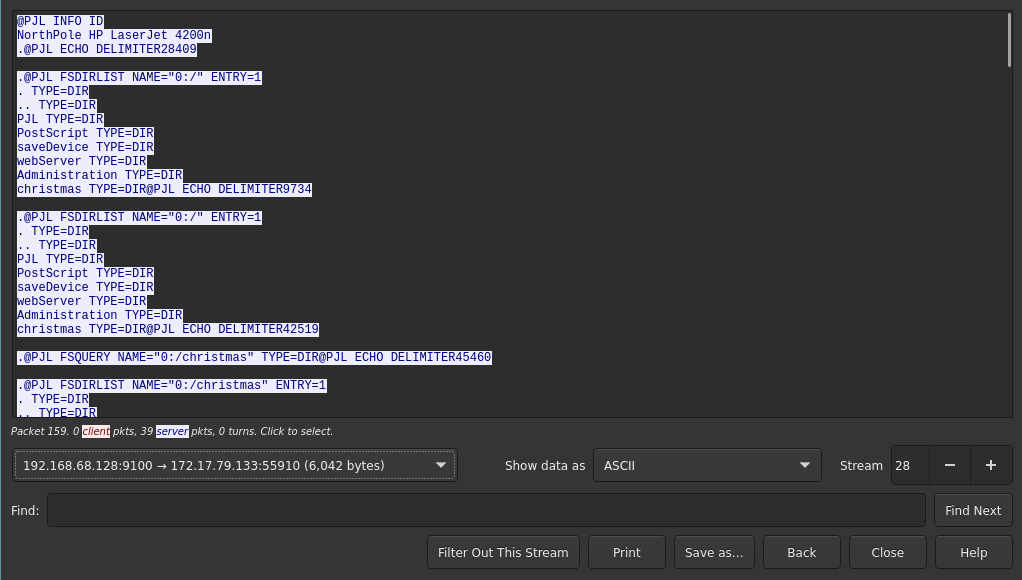 @PJL INFO ID
NorthPole HP LaserJet 4200n
.@PJL ECHO DELIMITER28409
.@PJL FSDIRLIST NAME="0:/" ENTRY=1
. TYPE=DIR
.. TYPE=DIR
PJL TYPE=DIR
PostScript TYPE=DIR
saveDevice TYPE=DIR
webServer TYPE=DIR
Administration TYPE=DIR
christmas TYPE=DIR@PJL ECHO DELIMITER9734
.@PJL FSDIRLIST NAME="0:/" ENTRY=1
. TYPE=DIR
.. TYPE=DIR
PJL TYPE=DIR
PostScript TYPE=DIR
saveDevice TYPE=DIR
webServer TYPE=DIR
Administration TYPE=DIR
christmas TYPE=DIR@PJL ECHO DELIMITER42519
.@PJL FSQUERY NAME="0:/christmas" TYPE=DIR@PJL ECHO DELIMITER45460
.@PJL FSDIRLIST NAME="0:/christmas" ENTRY=1
. TYPE=DIR
.. TYPE=DIR
Packet 159. 0 client pkts, 39 server pkts, 0 turns. Click to select.
192.168.68.128:9100 → 172.17.79.133:55910 (6,042 bytes) Show data as ASCII Stream 28 − +
Find: Find Next
Filter Out This Stream Print Save as… Back Close Help